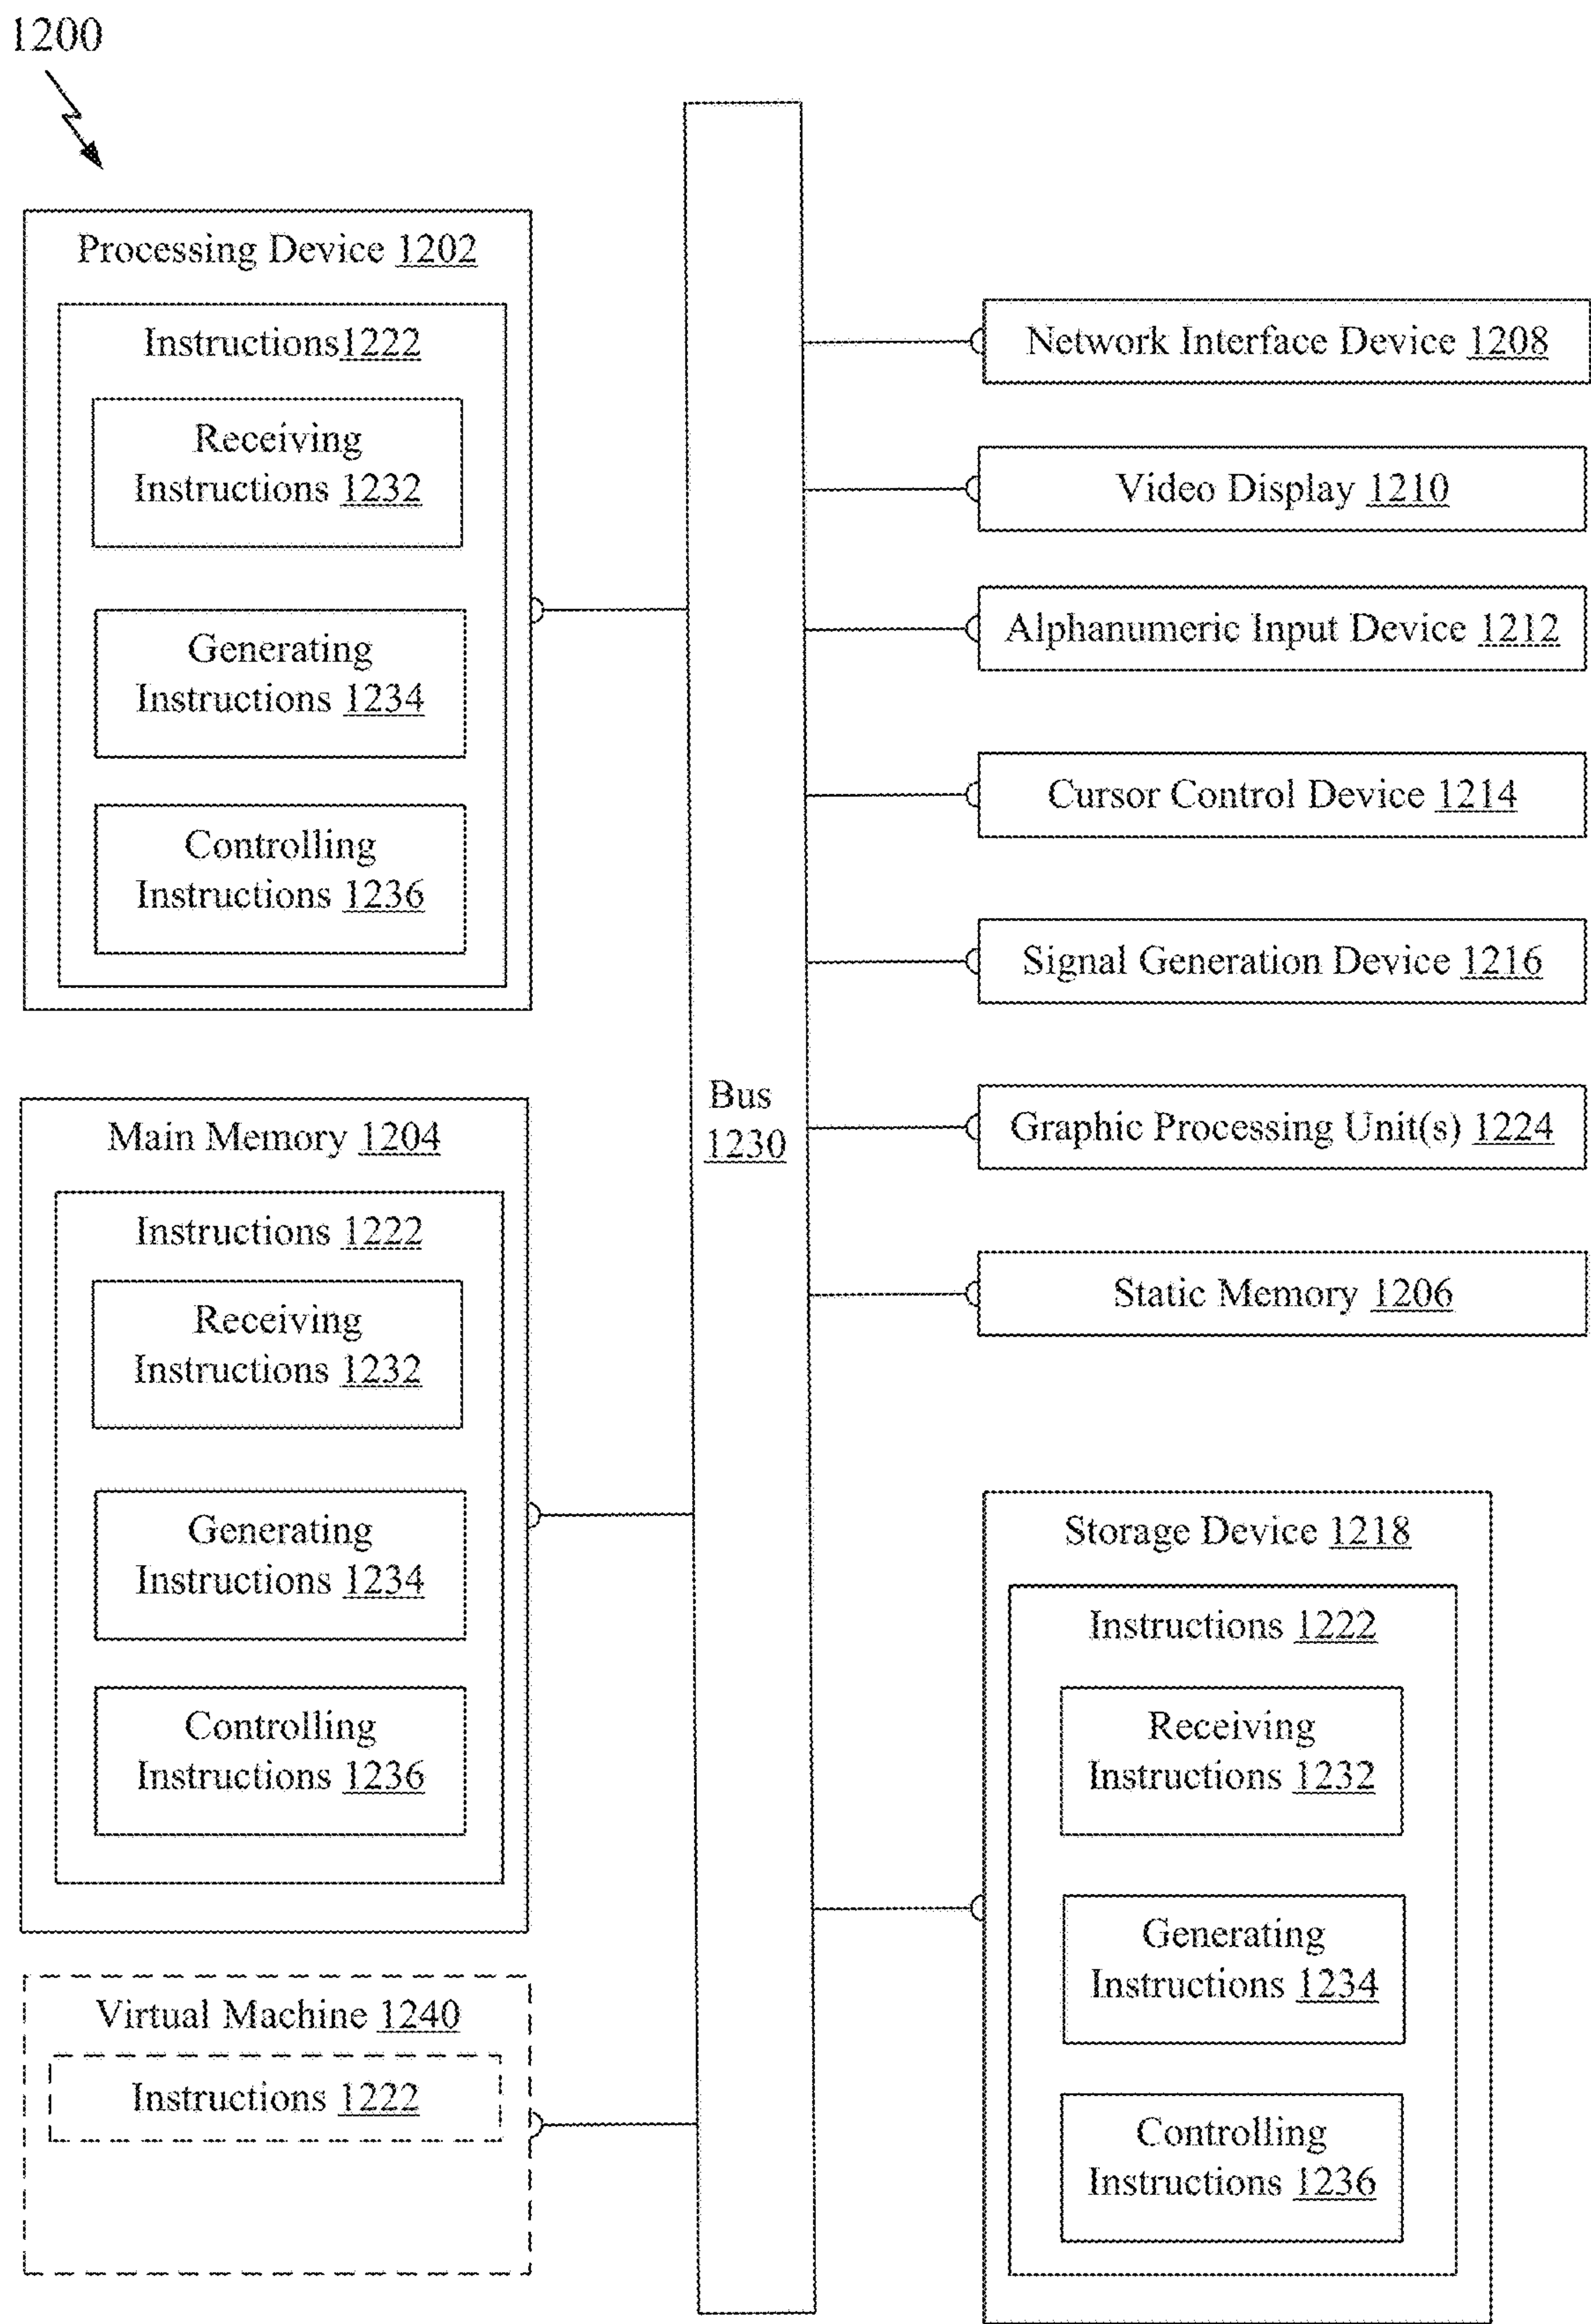 1200
Processing Device 1202
Instructions1222
Receiving
Instructions 1232
Generating
Instructions 1234
Controlling
Instructions 1236
Main Memory 1204
Instructions 1222
Receiving
Instructions 1232
Generating
Instructions 1234
Controlling
Instructions 1236
Virtual Machine 1240
Instructions 1222
Bus
1230
Network Interface Device 1208
Video Display 1210
Alphanumeric Input Device 1212
Cursor Control Device 1214
Signal Generation Device 1216
Graphic Processing Unit(s) 1224
Static Memory 1206
Storage Device 1218
Instructions 1222
Receiving
Instructions 1232
Generating
Instructions 1234
Controlling
Instructions 1236